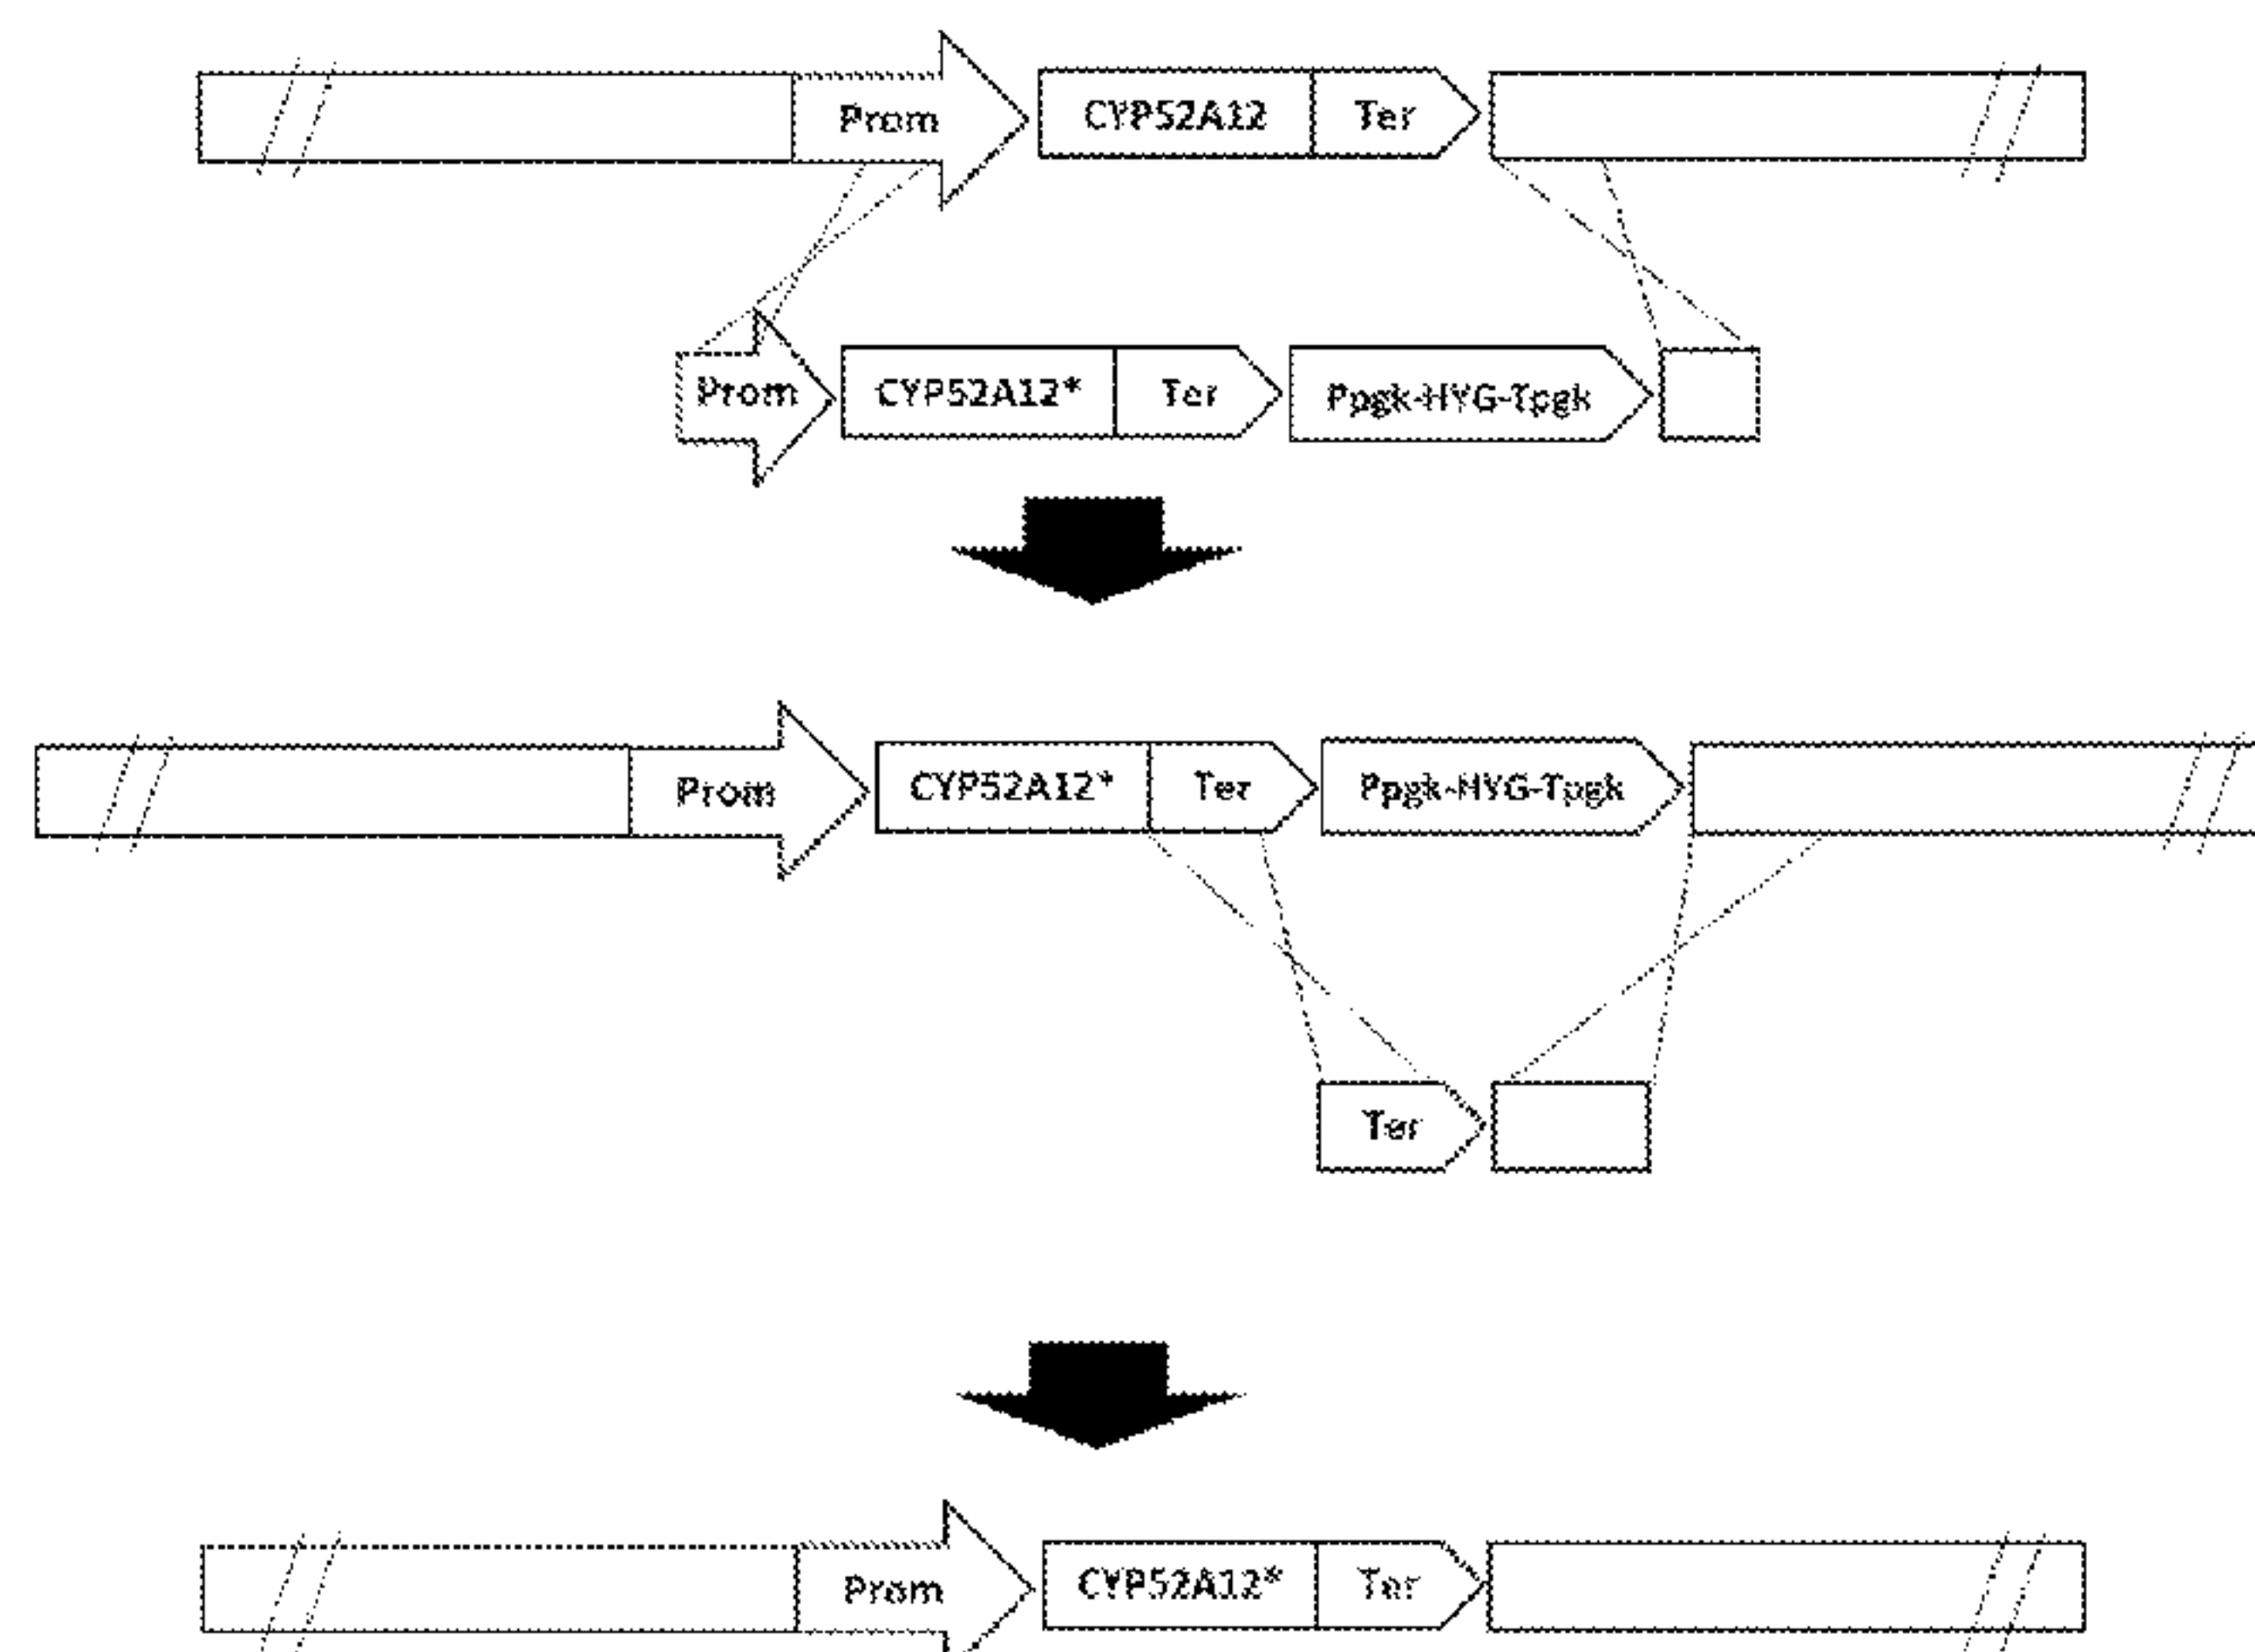 Prom CYP52A12 Ter
Prom CYP52A12* Ter Ppgk-HYG-Tpgk
Prom CYP52A12* Ter Ppgk-HYG-Tpgk
Ter
Prom CYP52A12* Ter